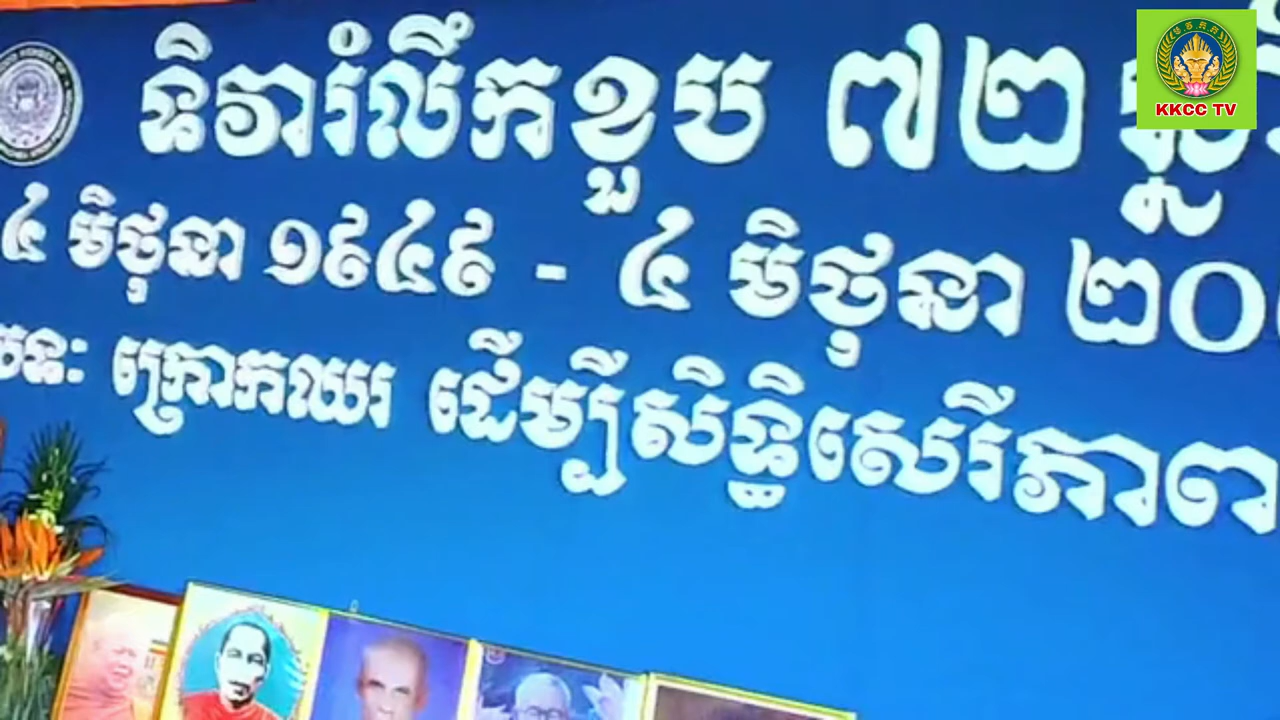 ទិវារំលឹកខួប ៧២ ឆ្នាំ
KKCC TV
៤ មិថុនា ១៩៤៩ - ៤ មិថុនា ២០
ក្រោកឈរ ដើម្បីសិទ្ធិសេរីភាព